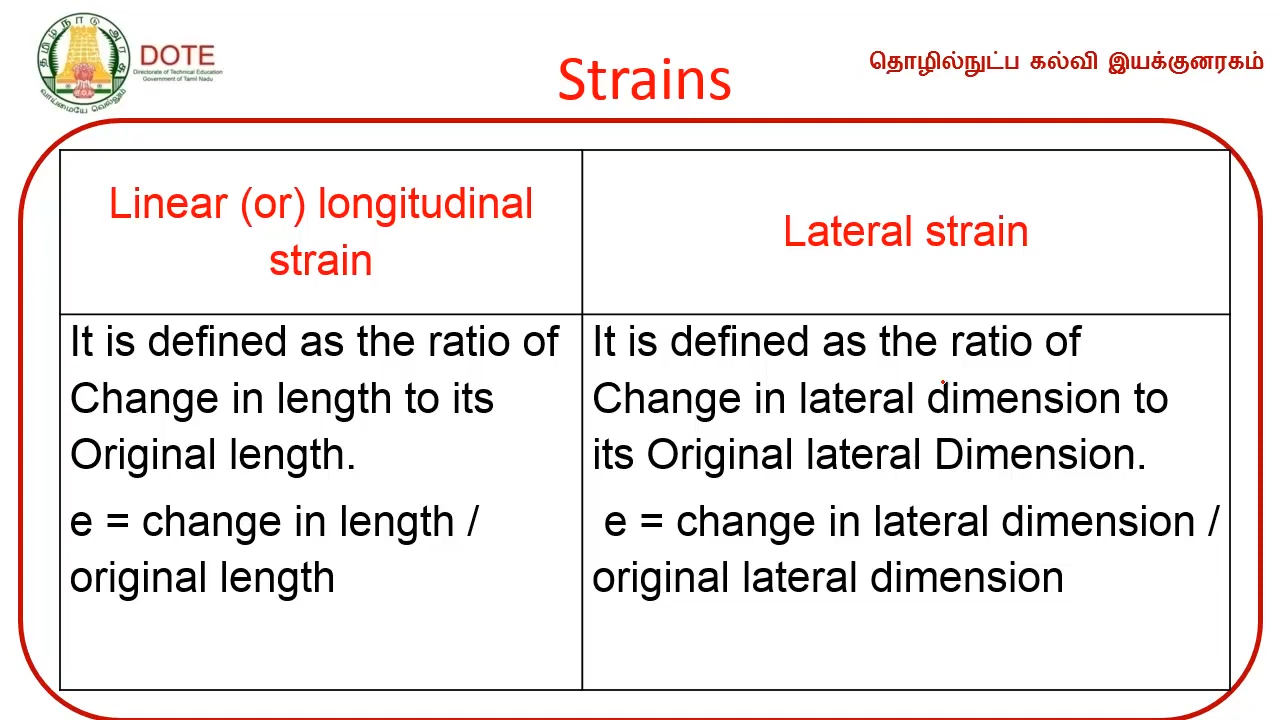 தமிழ்நாடு அரசு
வாய்மையே வெல்லும்
DOTE
Directorate of Technical Education
Government of Tamil Nadu
Strains
தொழில்நுட்ப கல்வி இயக்குனரகம்
Linear (or) longitudinal
strain
Lateral strain
It is defined as the ratio of
Change in length to its
Original length.
e = change in length /
original length
It is defined as the ratio of
Change in lateral dimension to
its Original lateral Dimension.
e = change in lateral dimension /
original lateral dimension